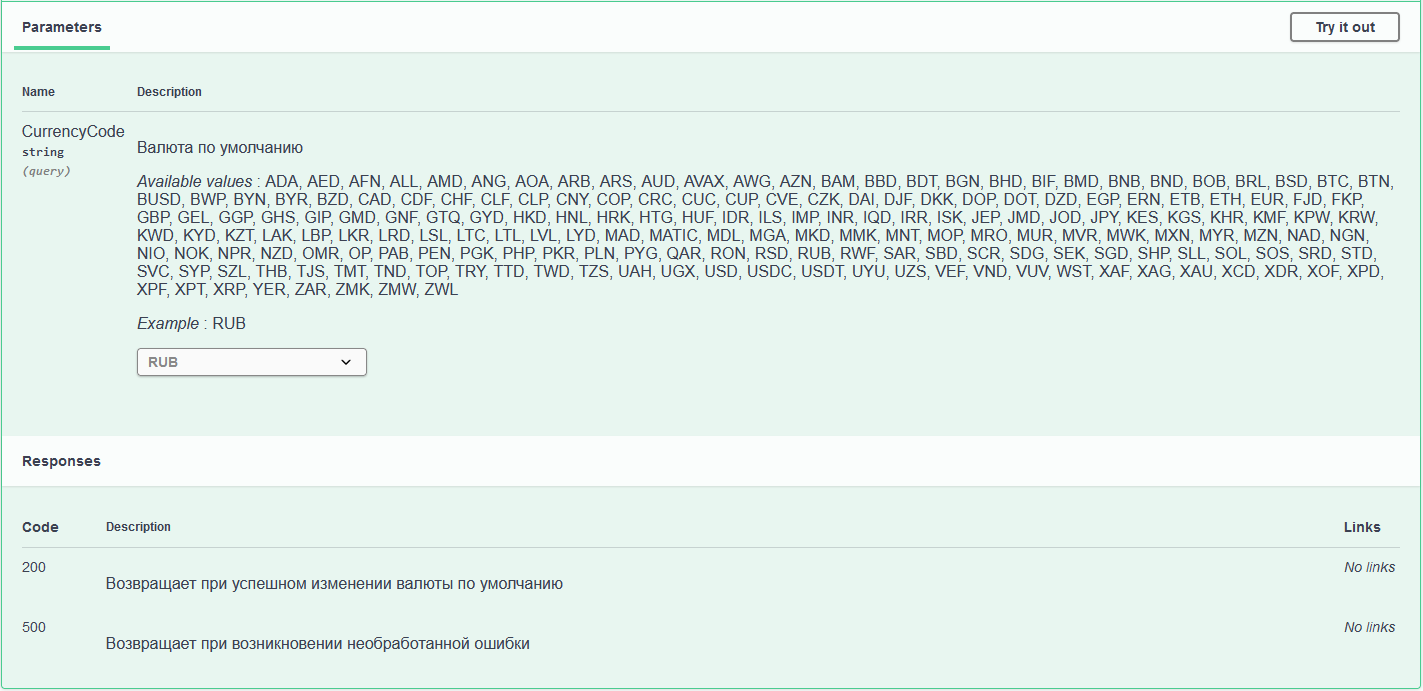 Parameters
Try it out
Name
Description
CurrencyCode
string
(query)
Валюта по умолчанию
Available values : ADA, AED, AFN, ALL, AMD, ANG, AOA, ARB, ARS, AUD, AVAX, AWG, AZN, BAM, BBD, BDT, BGN, BHD, BIF, BMD, BNB, BND, BOB, BRL, BSD, BTC, BTN,
BUSD, BWP, BYN, BYR, BZD, CAD, CDF, CHF, CLF, CLP, CNY, COP, CRC, CUC, CUP, CVE, CZK, DAI, DJF, DKK, DOP, DOT, DZD, EGP, ERN, ETB, ETH, EUR, FJD, FKP,
GBP, GEL, GGP, GHS, GIP, GMD, GNF, GTQ, GYD, HKD, HNL, HRK, HTG, HUF, IDR, ILS, IMP, INR, IQD, IRR, ISK, JEP, JMD, JOD, JPY, KES, KGS, KHR, KMF, KPW, KRW,
KWD, KYD, KZT, LAK, LBP, LKR, LRD, LSL, LTC, LTL, LVL, LYD, MAD, MATIC, MDL, MGA, MKD, MMK, MNT, MOP, MRO, MUR, MVR, MWK, MXN, MYR, MZN, NAD, NGN,
NIO, NOK, NPR, NZD, OMR, OP, PAB, PEN, PGK, PHP, PKR, PLN, PYG, QAR, RON, RSD, RUB, RWF, SAR, SBD, SCR, SDG, SEK, SGD, SHP, SLL, SOL, SOS, SRD, STD,
SVC, SYP, SZL, THB, TJS, TMT, TND, TOP, TRY, TTD, TWD, TZS, UAH, UGX, USD, USDC, USDT, UYU, UZS, VEF, VND, VUV, WST, XAF, XAG, XAU, XCD, XDR, XOF, XPD,
XPF, XPT, XRP, YER, ZAR, ZMK, ZMW, ZWL
Example : RUB
RUB
Responses
Code
Description
Links
200
Возвращает при успешном изменении валюты по умолчанию
No links
500
Возвращает при возникновении необработанной ошибки
No links